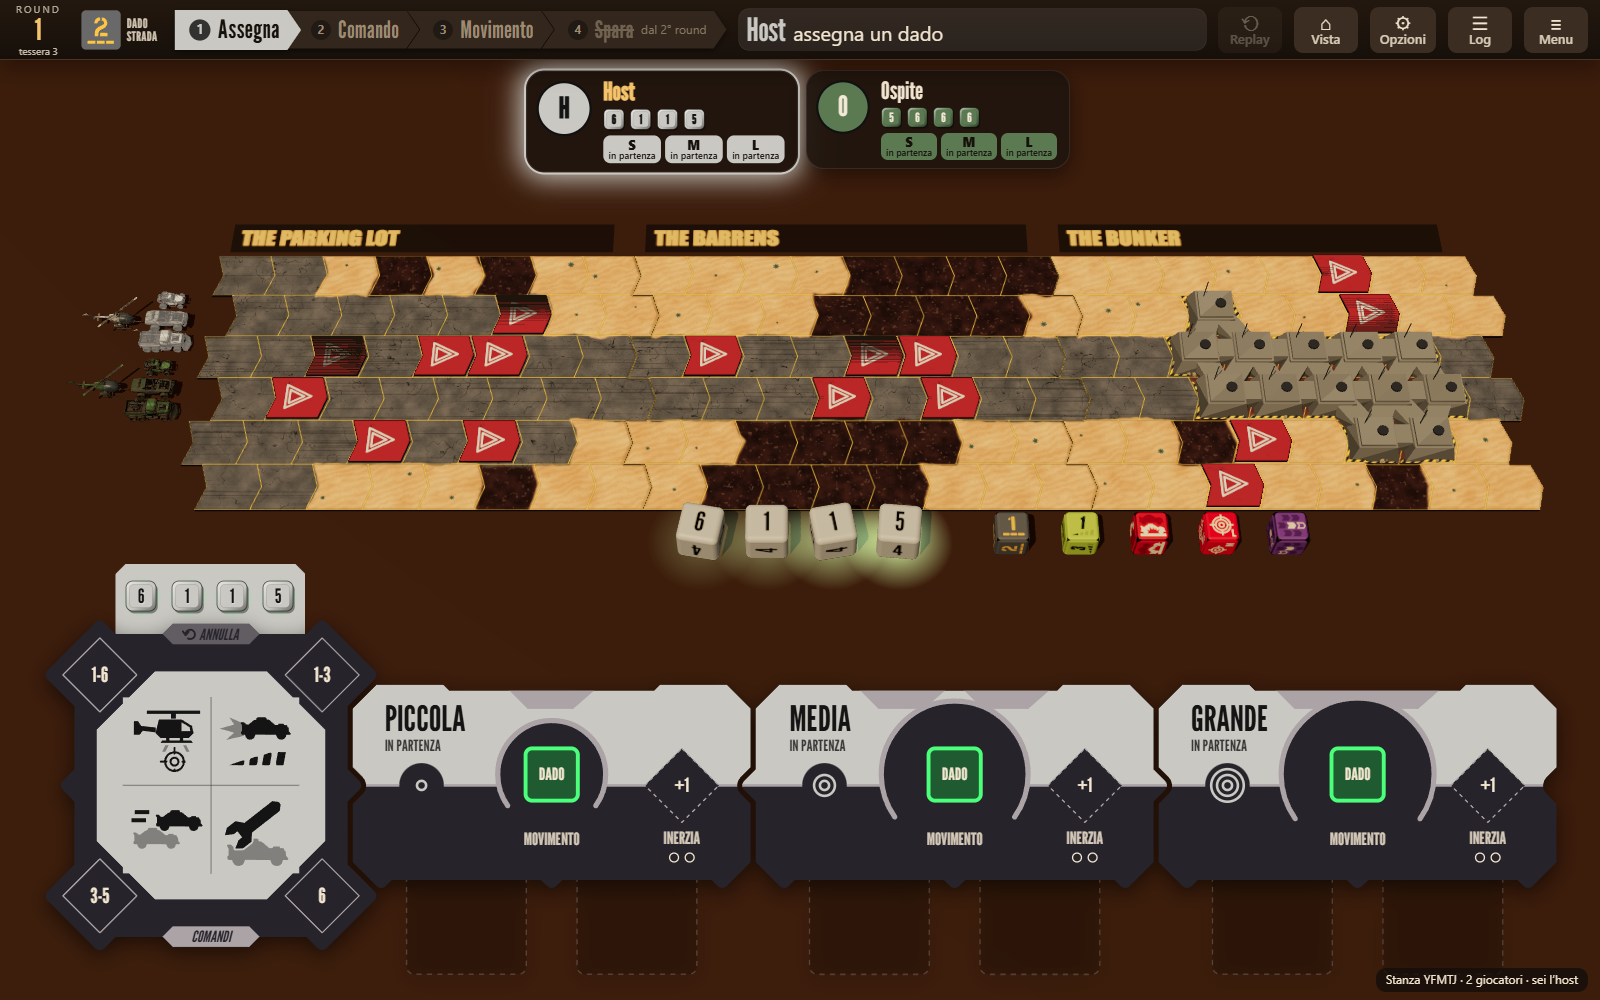 ROUND
1
tessera 3
2
DADO
STRADA
1 Assegna
2 Comando
3 Movimento
4 Spara dal 2° round
Host assegna un dado
Replay
Vista
Opzioni
Log
Menu
H
Host
6 1 1 5
S
in partenza
M
in partenza
L
in partenza
O
Ospite
5 6 6 6
S
in partenza
M
in partenza
L
in partenza
THE PARKING LOT
THE BARRENS
THE BUNKER
6 1 1 5
4 4
1
2
1
6 1 1 5
ANNULLA
1-6
1-3
3-5
6
COMANDI
PICCOLA
IN PARTENZA
DADO
MOVIMENTO
+1
INERZIA
MEDIA
IN PARTENZA
DADO
MOVIMENTO
+1
INERZIA
GRANDE
IN PARTENZA
DADO
MOVIMENTO
+1
INERZIA
Stanza YFMTJ · 2 giocatori · sei l'host